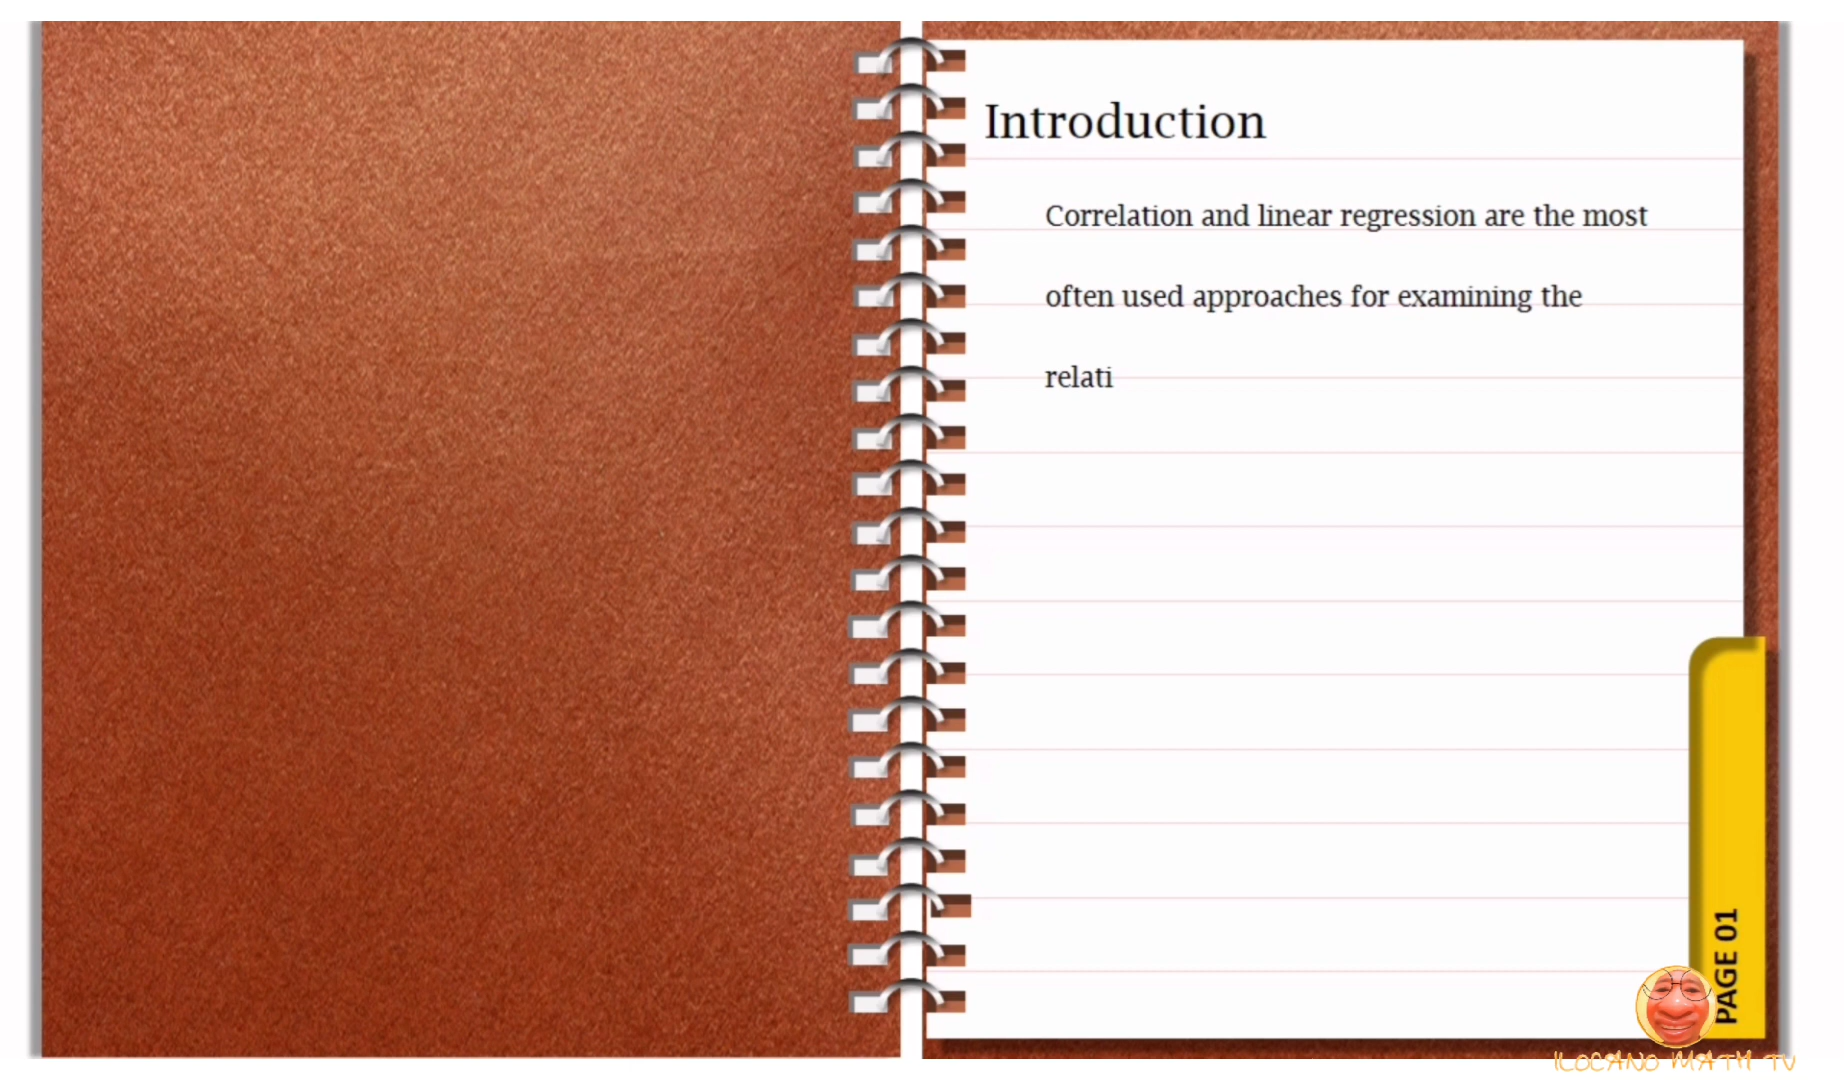 Introduction
Correlation and linear regression are the most
often used approaches for examining the
relati
PAGE 01
ILOCANO MATH TV